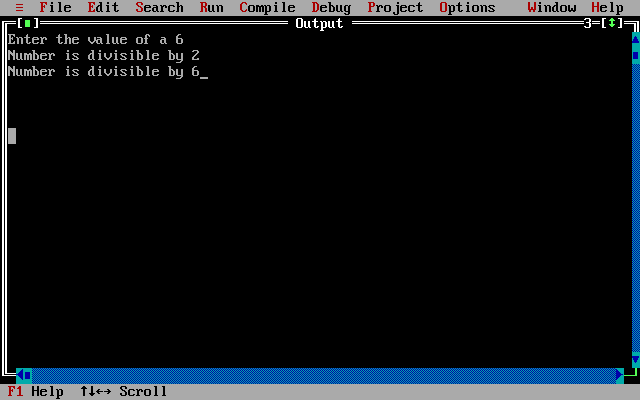 ≡ File Edit Search Run Compile Debug Project Options Window Help
[■] Output 3=[↕]
Enter the value of a 6
Number is divisible by 2
Number is divisible by 6_
F1 Help ↑↓↔ Scroll